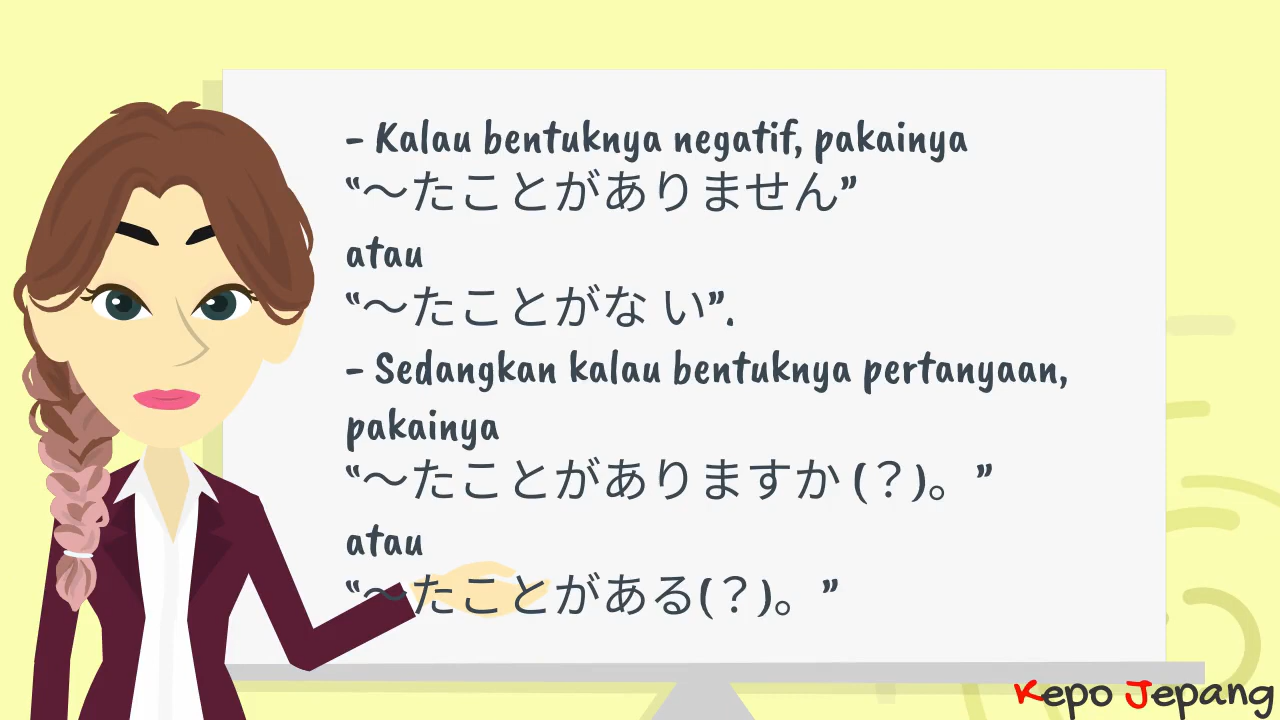 - Kalau bentuknya negatif, pakainya
“～たことがありません”
atau
“～たことがな い”.
- Sedangkan kalau bentuknya pertanyaan,
pakainya
“～たことがありますか (？)。”
atau
“～たことがある(？)。”
Kepo Jepang